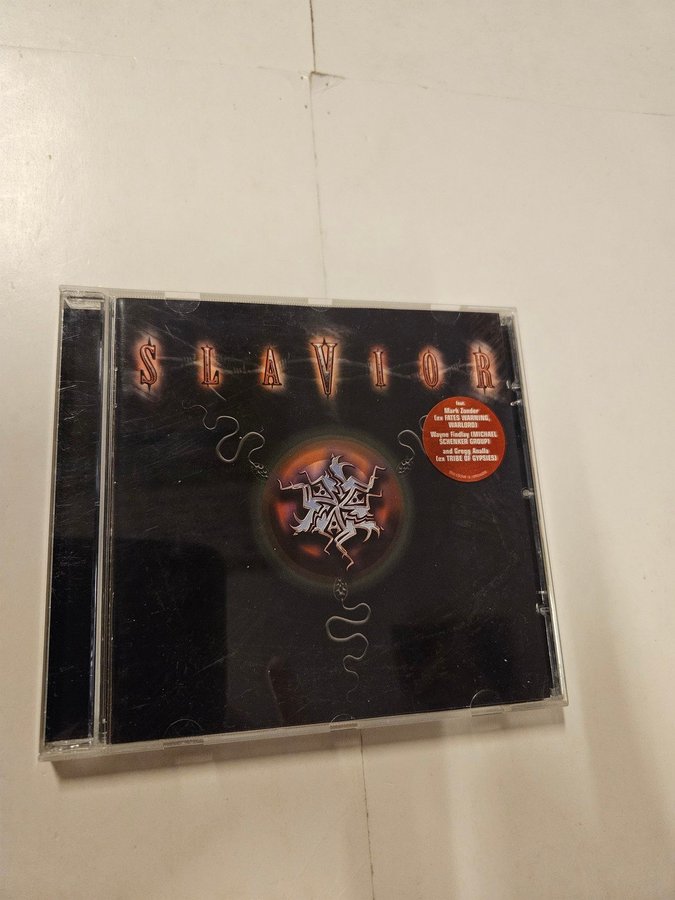 SLAVIOR
feat.
Mark Zonder
(ex FATES WARNING,
WARLORD)
Wayne Findlay (MICHAEL
SCHENKER GROUP)
and Gregg Analla
(ex TRIBE OF GYPSIES)